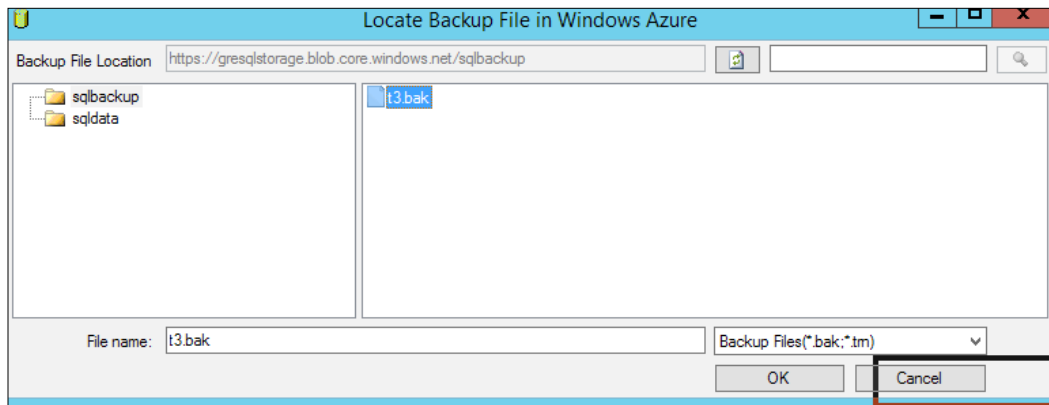 Locate Backup File in Windows Azure
Backup File Location https://gresqlstorage.blob.core.windows.net/sqlbackup
sqlbackup
sqldata
t3.bak
File name: t3.bak Backup Files(*.bak;*.trn)
OK Cancel